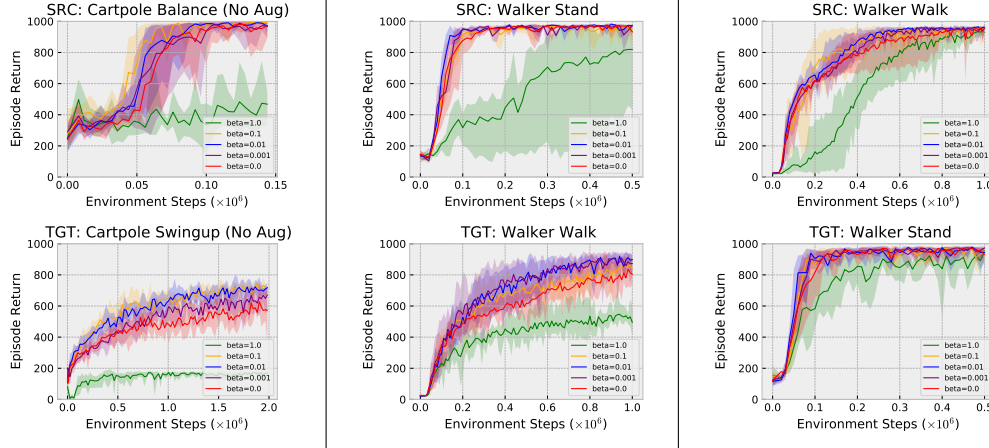 SRC: Cartpole Balance (No Aug)
1000
800
600
400
200
0
Episode Return
beta=1.0
beta=0.1
beta=0.01
beta=0.001
beta=0.0
0.00 0.05 0.10 0.15
Environment Steps (×10⁶)
TGT: Cartpole Swingup (No Aug)
1000
800
600
400
200
0
Episode Return
beta=1.0
beta=0.1
beta=0.01
beta=0.001
beta=0.0
0.0 0.5 1.0 1.5 2.0
Environment Steps (×10⁶)
SRC: Walker Stand
1000
800
600
400
200
0
Episode Return
beta=1.0
beta=0.1
beta=0.01
beta=0.001
beta=0.0
0.0 0.1 0.2 0.3 0.4 0.5
Environment Steps (×10⁶)
TGT: Walker Walk
1000
800
600
400
200
0
Episode Return
beta=1.0
beta=0.1
beta=0.01
beta=0.001
beta=0.0
0.0 0.2 0.4 0.6 0.8 1.0
Environment Steps (×10⁶)
SRC: Walker Walk
1000
800
600
400
200
0
Episode Return
beta=1.0
beta=0.1
beta=0.01
beta=0.001
beta=0.0
0.0 0.2 0.4 0.6 0.8 1.0
Environment Steps (×10⁶)
TGT: Walker Stand
1000
800
600
400
200
0
Episode Return
beta=1.0
beta=0.1
beta=0.01
beta=0.001
beta=0.0
0.0 0.1 0.2 0.3 0.4 0.5
Environment Steps (×10⁶)